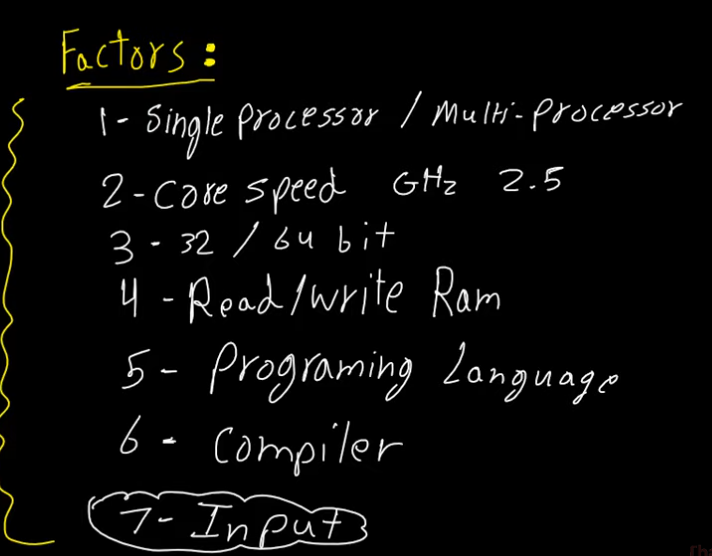 Factors :
1- Single Processor / Multi-Processor
2- Core speed GHz 2.5
3 - 32 / 64 bit
4 - Read/write Ram
5 - Programing Language
6 - Compiler
7- Input